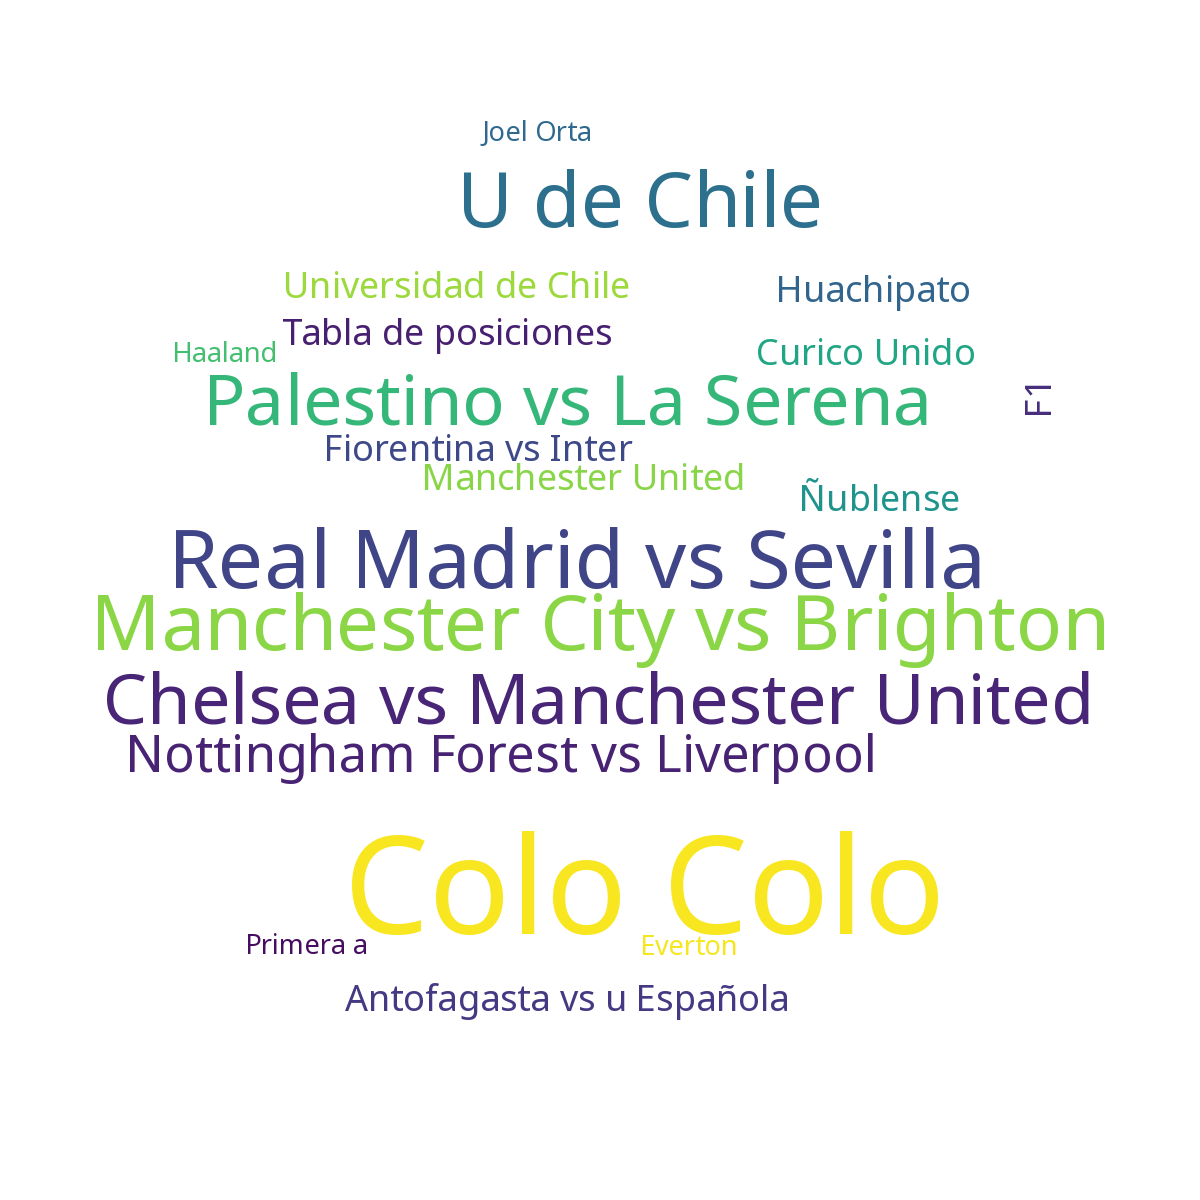 Joel Orta
U de Chile
Universidad de Chile
Huachipato
Tabla de posiciones
Haaland
Curico Unido
Palestino vs La Serena
F1
Fiorentina vs Inter
Manchester United
Ñublense
Real Madrid vs Sevilla
Manchester City vs Brighton
Chelsea vs Manchester United
Nottingham Forest vs Liverpool
Colo Colo
Primera a
Everton
Antofagasta vs u Española